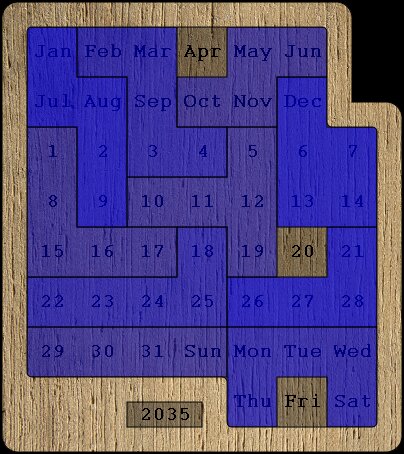 Jan Feb Mar Apr May Jun
Jul Aug Sep Oct Nov Dec
1 2 3 4 5 6 7
8 9 10 11 12 13 14
15 16 17 18 19 20 21
22 23 24 25 26 27 28
29 30 31 Sun Mon Tue Wed
Thu Fri Sat
2035